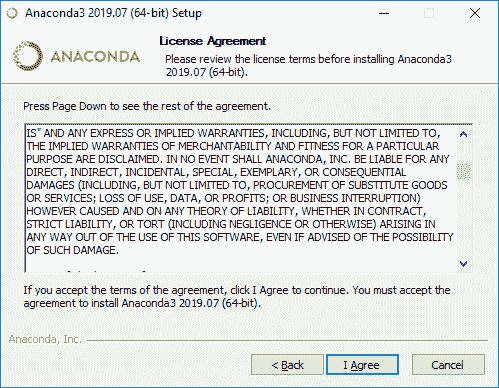 Anaconda3 2019.07 (64-bit) Setup
ANACONDA
License Agreement
Please review the license terms before installing Anaconda3
2019.07 (64-bit).
Press Page Down to see the rest of the agreement.
IS" AND ANY EXPRESS OR IMPLIED WARRANTIES, INCLUDING, BUT NOT LIMITED TO,
THE IMPLIED WARRANTIES OF MERCHANTABILITY AND FITNESS FOR A PARTICULAR
PURPOSE ARE DISCLAIMED. IN NO EVENT SHALL ANACONDA, INC. BE LIABLE FOR ANY
DIRECT, INDIRECT, INCIDENTAL, SPECIAL, EXEMPLARY, OR CONSEQUENTIAL
DAMAGES (INCLUDING, BUT NOT LIMITED TO, PROCUREMENT OF SUBSTITUTE GOODS
OR SERVICES; LOSS OF USE, DATA, OR PROFITS; OR BUSINESS INTERRUPTION)
HOWEVER CAUSED AND ON ANY THEORY OF LIABILITY, WHETHER IN CONTRACT,
STRICT LIABILITY, OR TORT (INCLUDING NEGLIGENCE OR OTHERWISE) ARISING IN
ANY WAY OUT OF THE USE OF THIS SOFTWARE, EVEN IF ADVISED OF THE POSSIBILITY
OF SUCH DAMAGE.
If you accept the terms of the agreement, click I Agree to continue. You must accept the
agreement to install Anaconda3 2019.07 (64-bit).
Anaconda, Inc.
< Back
I Agree
Cancel